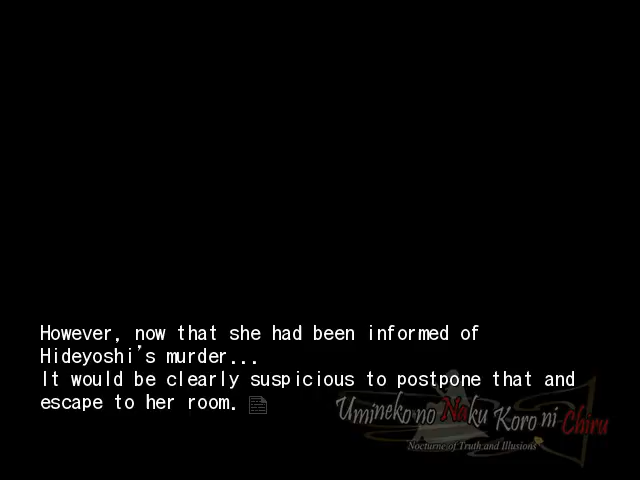 However, now that she had been informed of
Hideyoshi's murder...
It would be clearly suspicious to postpone that and
escape to her room.
Umineko no Naku Koro ni Chiru
Nocturne of Truth and Illusions